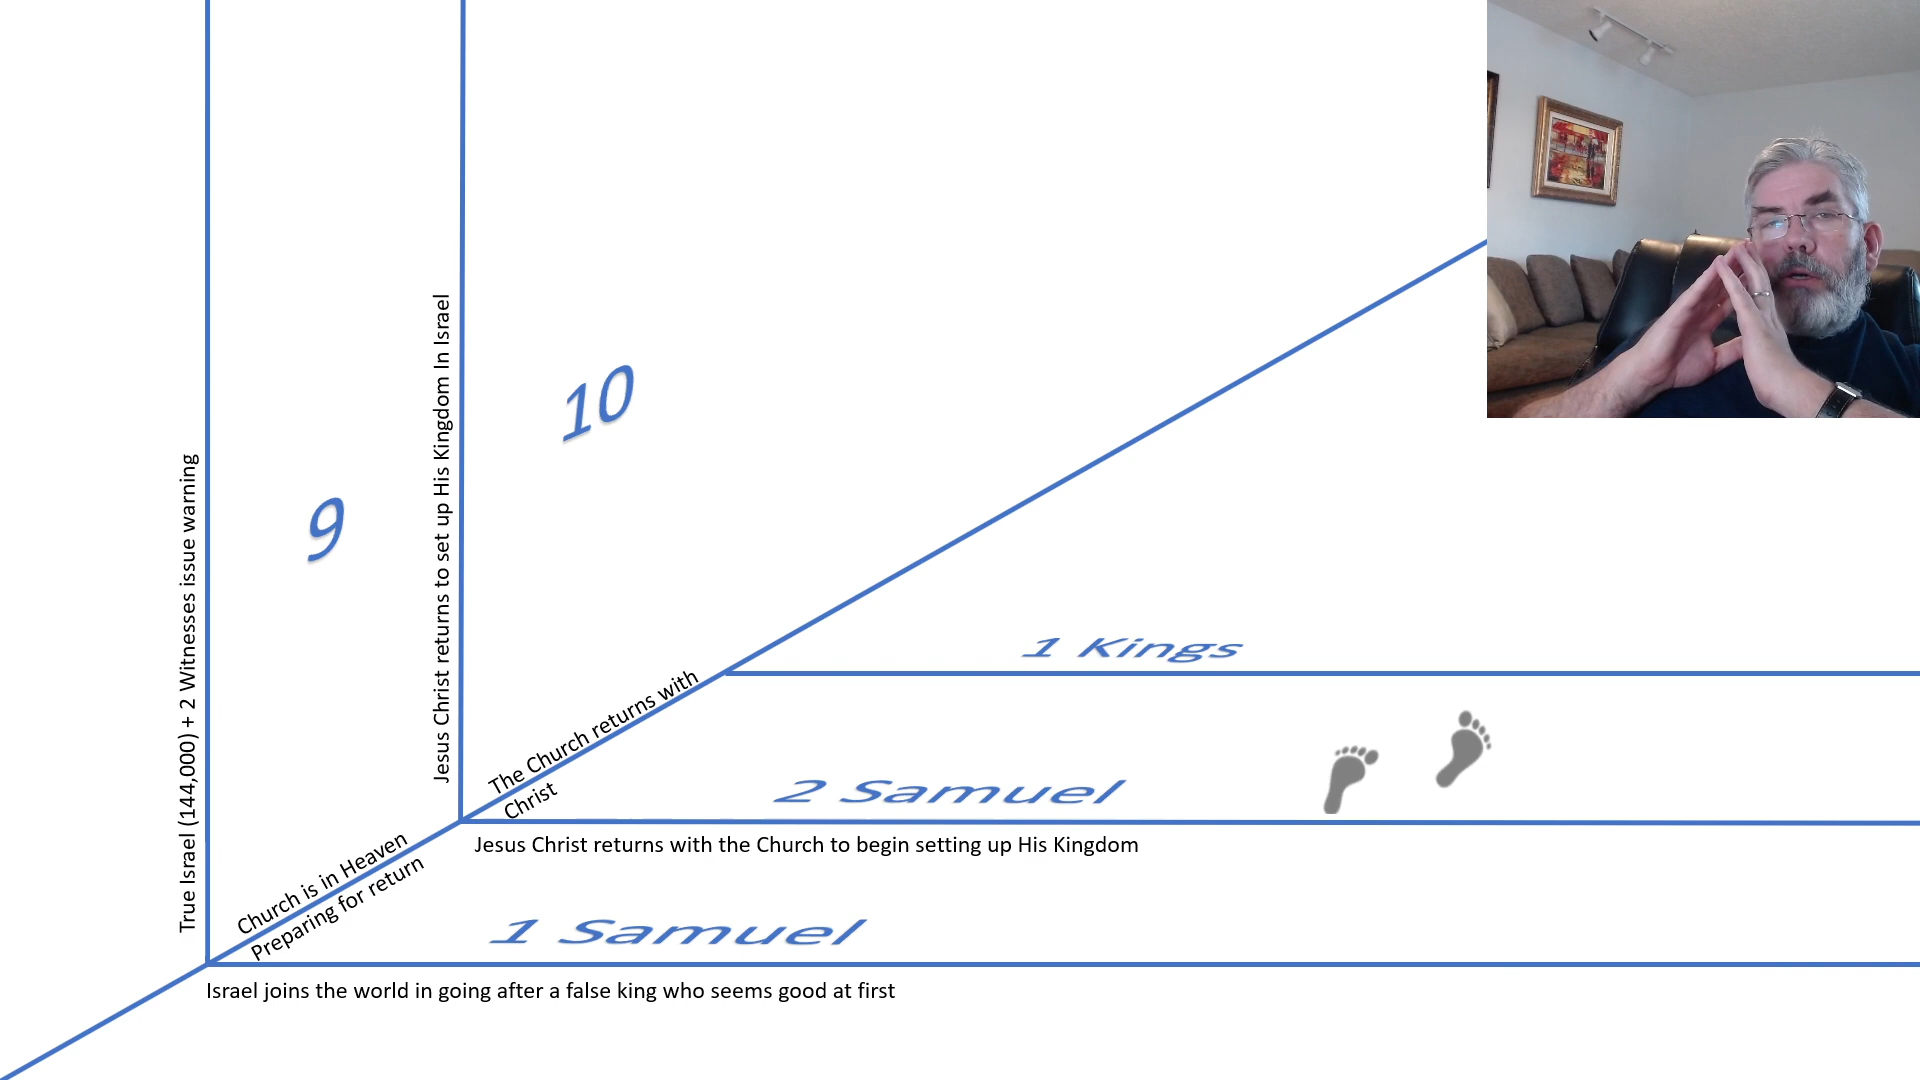 True Israel (144,000) + 2 Witnesses issue warning
9
Jesus Christ returns to set up His Kingdom In Israel
10
Church is in Heaven
Preparing for return
The Church returns with
Christ
1 Kings
2 Samuel
Jesus Christ returns with the Church to begin setting up His Kingdom
1 Samuel
Israel joins the world in going after a false king who seems good at first